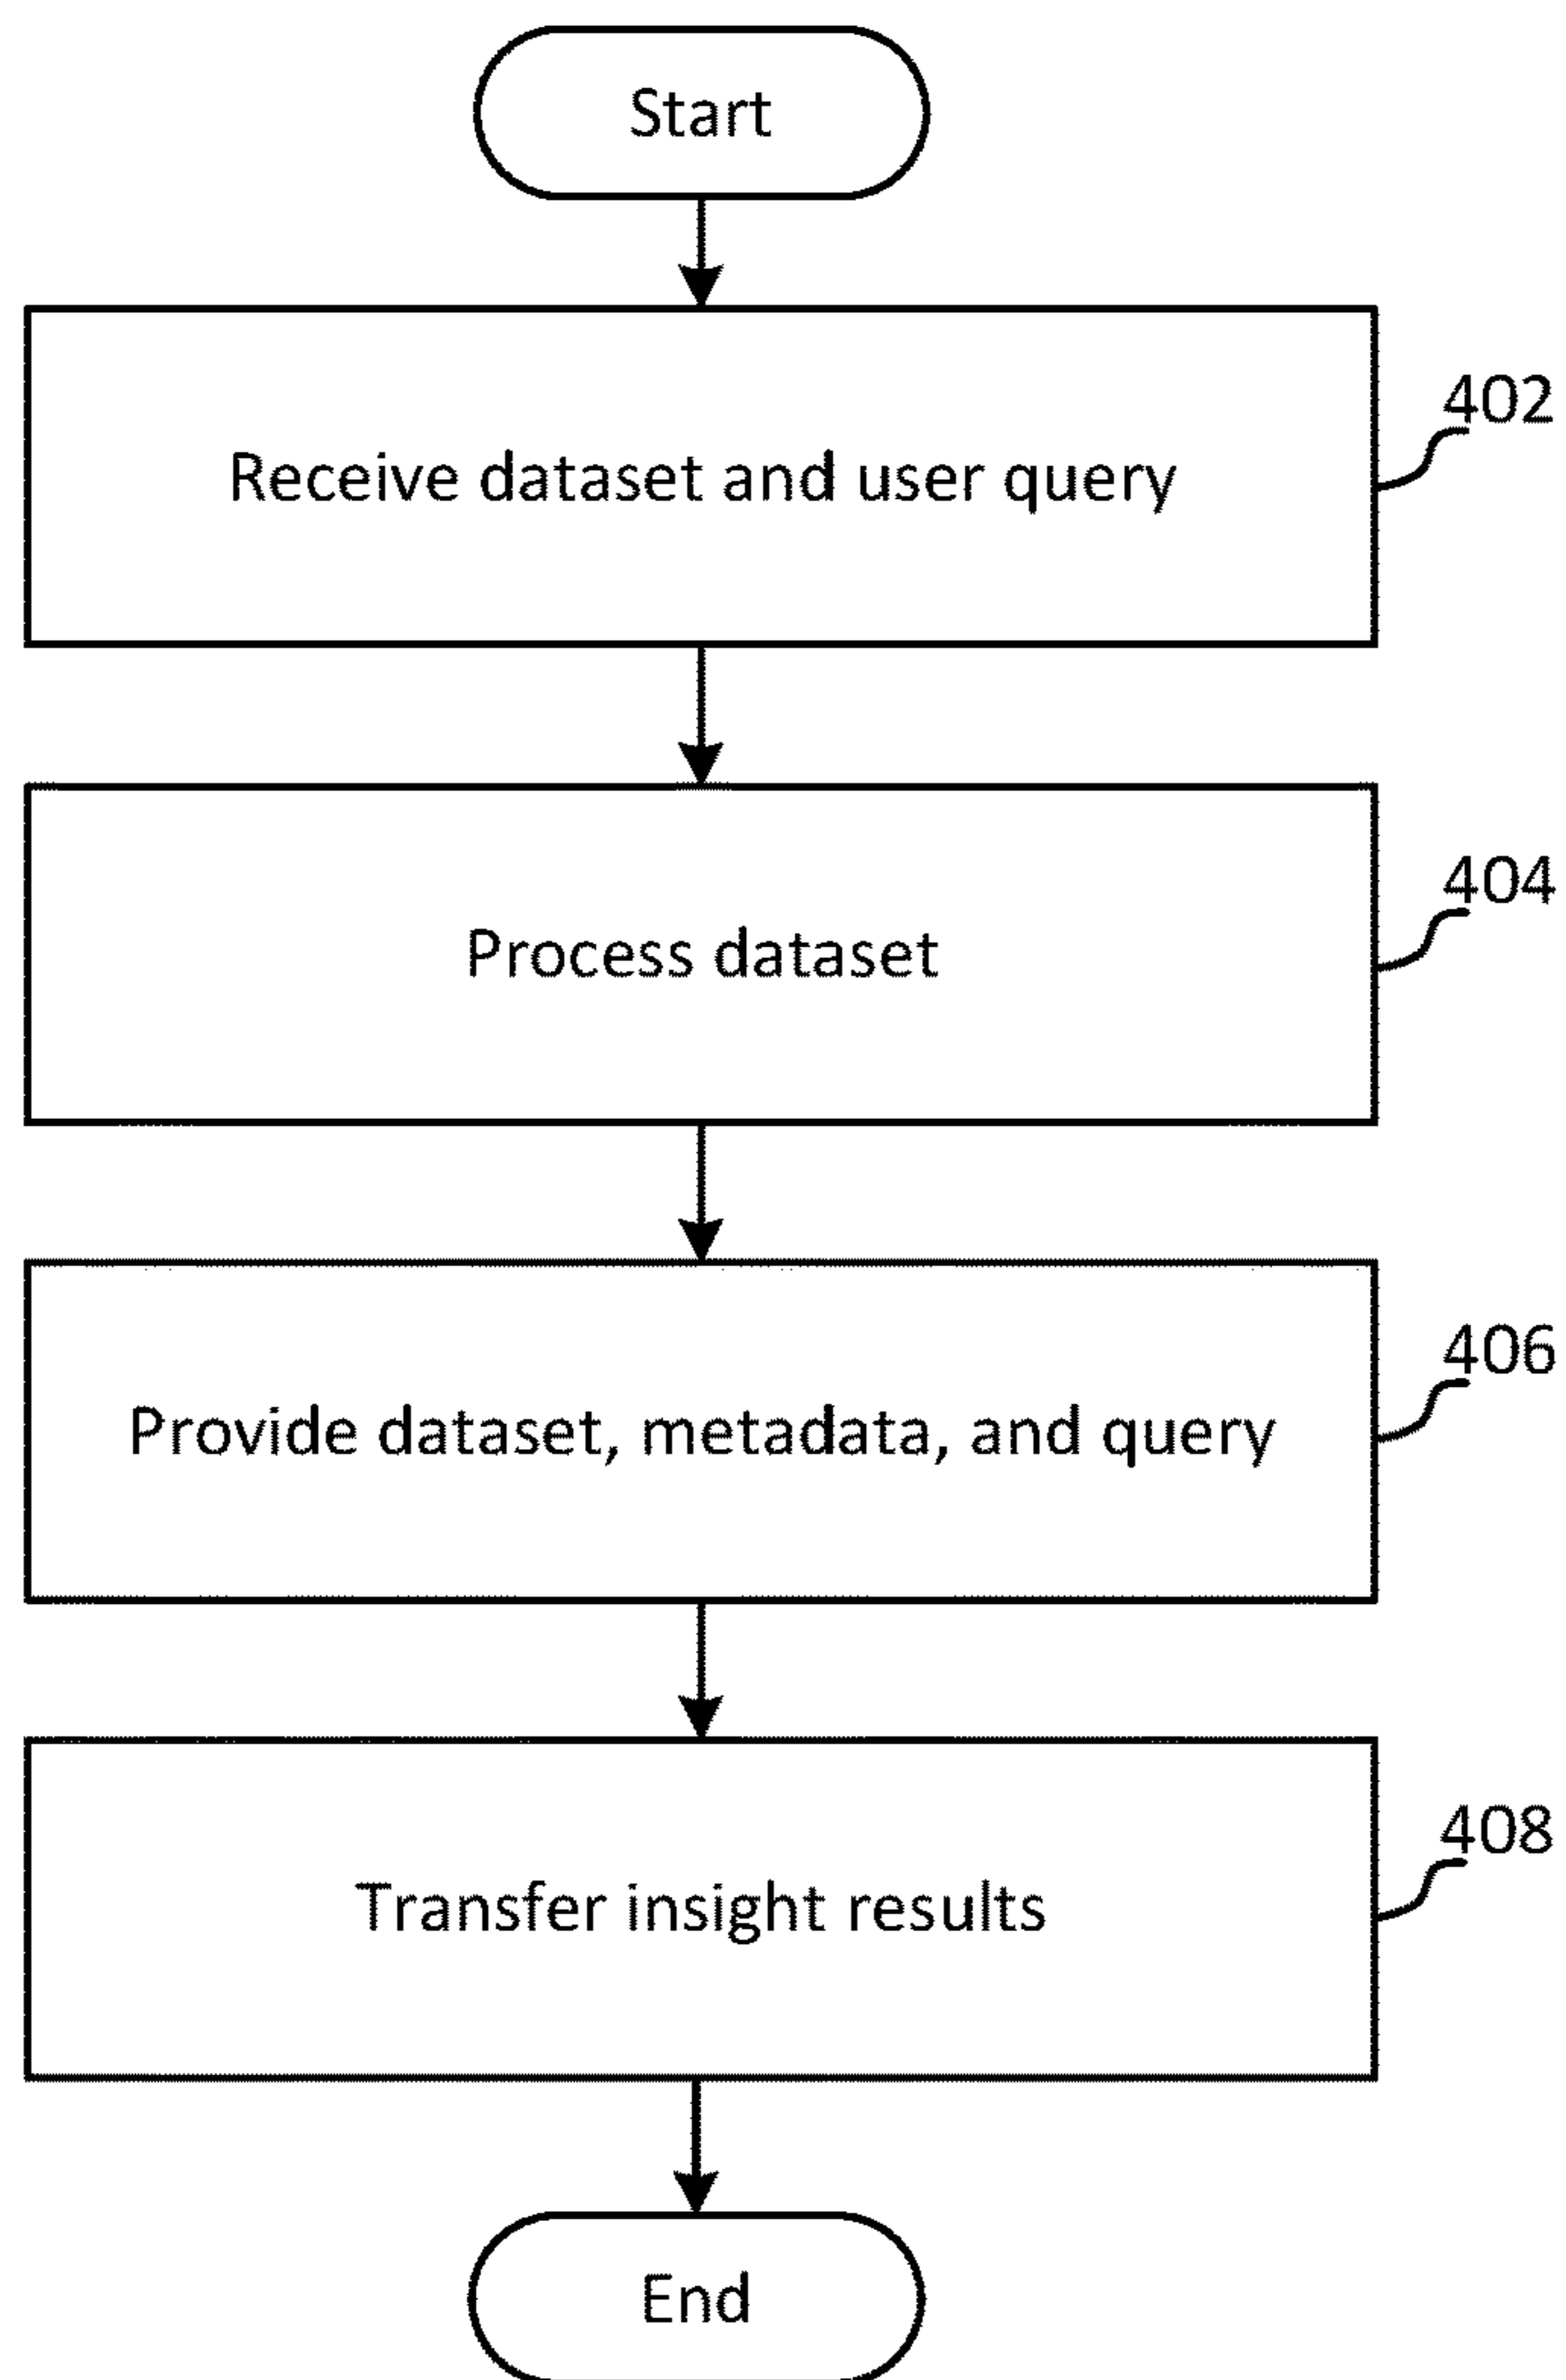 Start
Receive dataset and user query
402
Process dataset
404
Provide dataset, metadata, and query
406
Transfer insight results
408
End